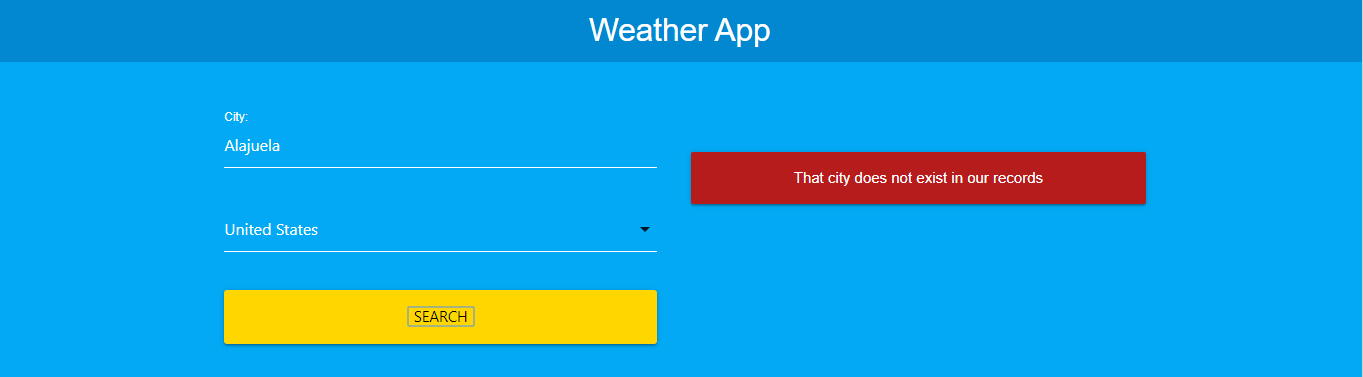 Weather App
City:
Alajuela
That city does not exist in our records
United States
SEARCH